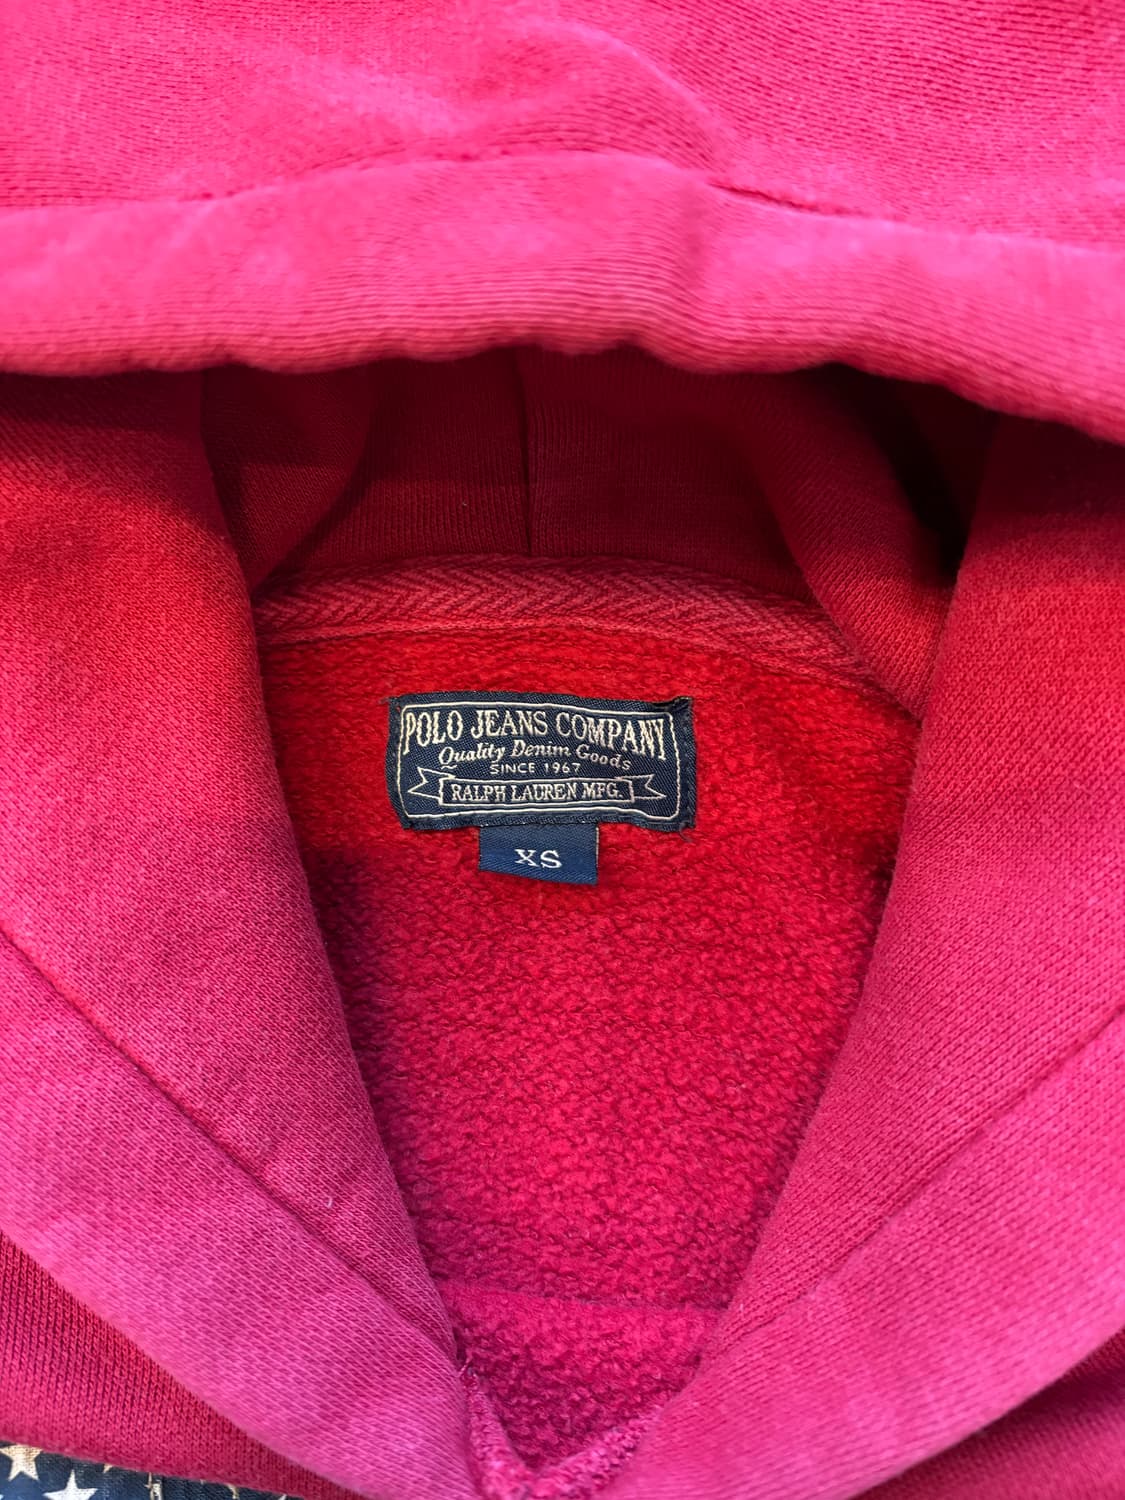 POLO JEANS COMPANY
Quality Denim Goods
SINCE 1967
RALPH LAUREN MFG.
XS